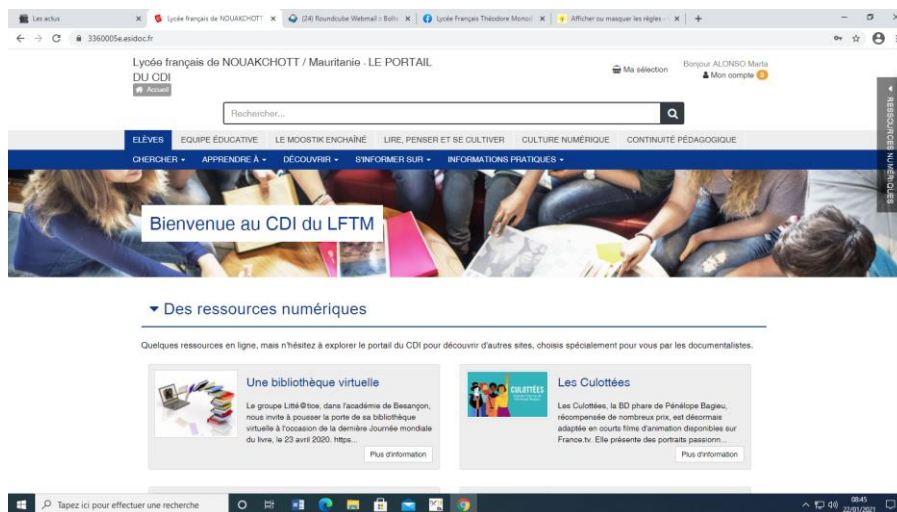 Les actus
Lycée français de NOUAKCHOTT
(24) Roundcube Webmail :: Boîte
Lycée Français Théodore Monod
Afficher ou masquer les règles -
3360005e.esidoc.fr
Lycée français de NOUAKCHOTT / Mauritanie - LE PORTAIL
DU CDI
Accueil
Ma sélection
Bonjour ALONSO Marta
Mon compte
Rechercher...
RESSOURCES NUMÉRIQUES
ELÈVES EQUIPE ÉDUCATIVE LE MOOSTIK ENCHAÎNÉ LIRE, PENSER ET SE CULTIVER CULTURE NUMÉRIQUE CONTINUITÉ PÉDAGOGIQUE
CHERCHER APPRENDRE À DÉCOUVRIR S'INFORMER SUR INFORMATIONS PRATIQUES
Bienvenue au CDI du LFTM
Des ressources numériques
Quelques ressources en ligne, mais n'hésitez à explorer le portail du CDI pour découvrir d'autres sites, choisis spécialement pour vous par les documentalistes.
Une bibliothèque virtuelle
Le groupe Litté@tice, dans l'académie de Besançon,
nous invite à pousser la porte de sa bibliothèque
virtuelle à l'occasion de la dernière Journée mondiale
du livre, le 23 avril 2020. https...
Plus d'information
CULOTTÉES
Les Culottées
Les Culottées, la BD phare de Pénélope Bagieu,
récompensée de nombreux prix, est désormais
adaptée en courts films d'animation disponibles sur
France.tv. Elle présente des portraits passionn...
Plus d'information
Tapez ici pour effectuer une recherche
08:45
22/01/2021